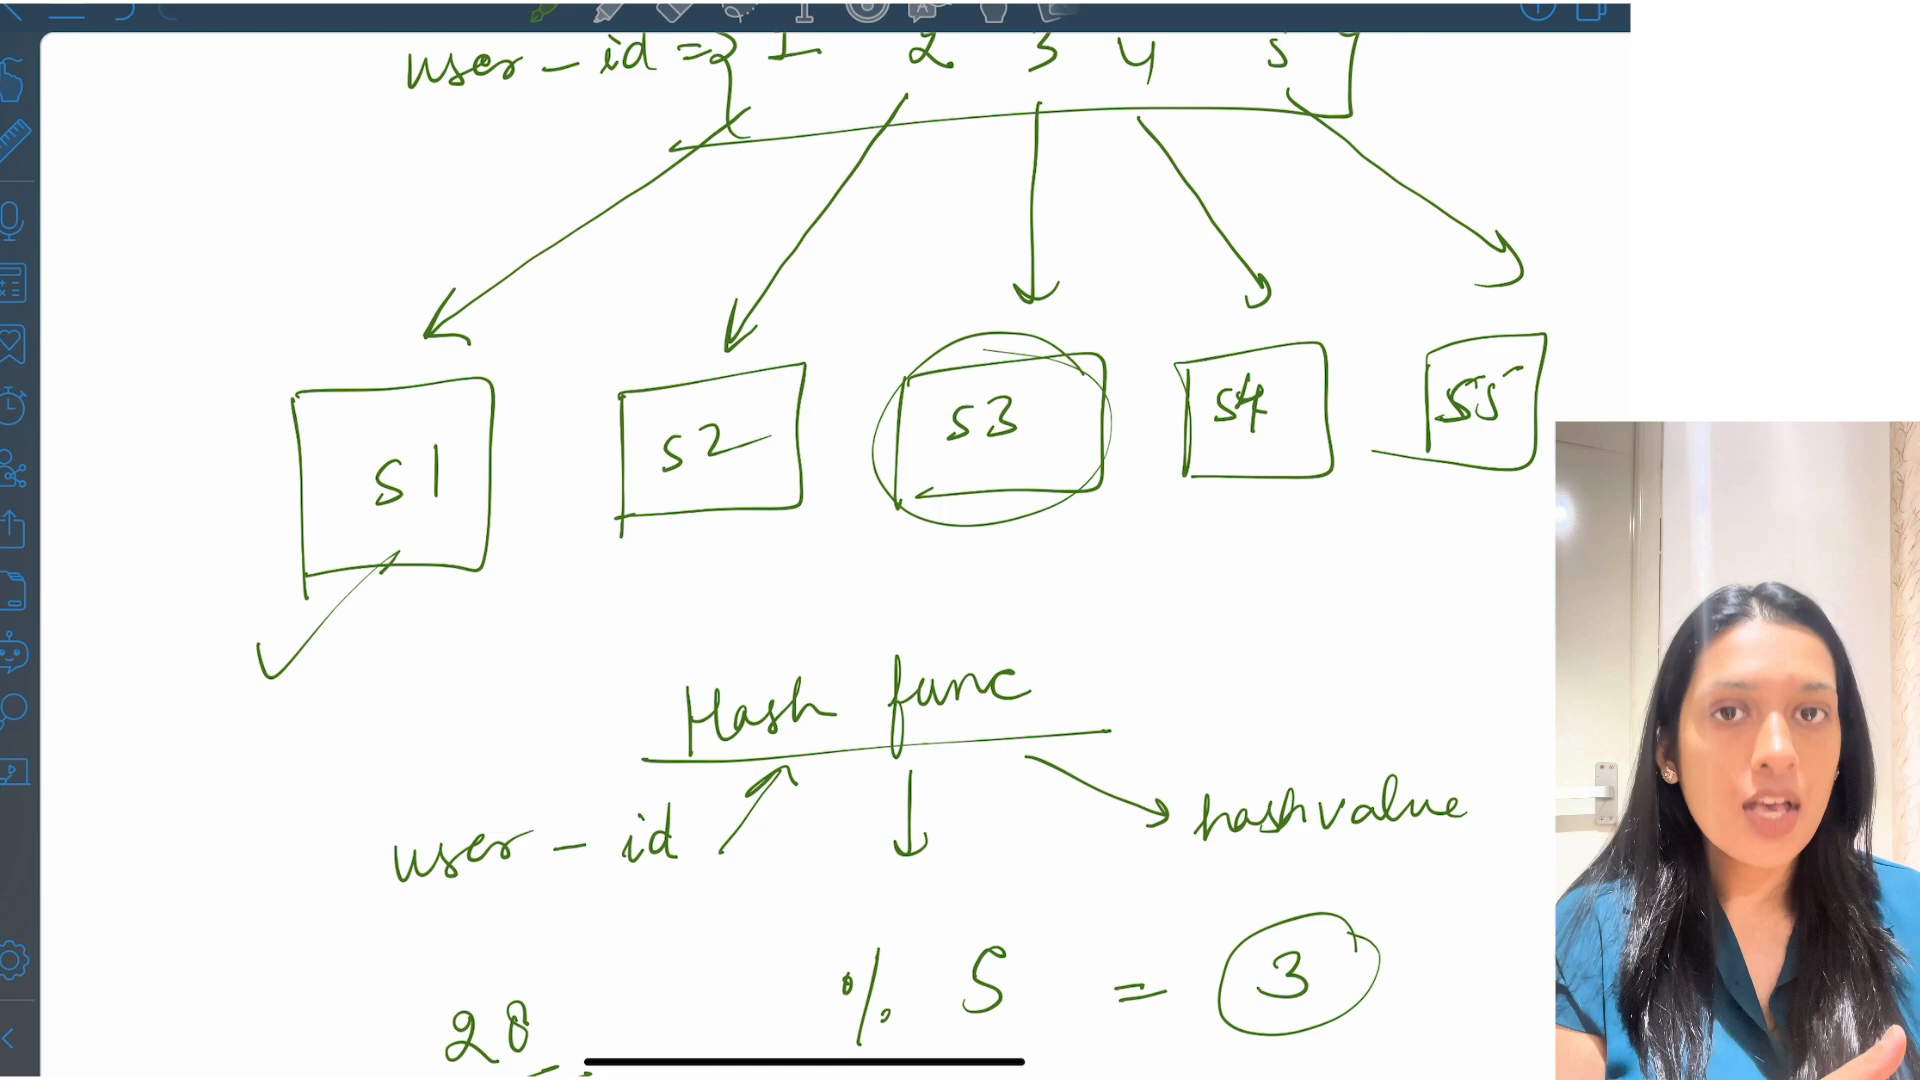 user - id = 1 2 3 4 5
S1 S2 S3 S4 S5
Hash func
user - id hashvalue
28 % 5 = 3